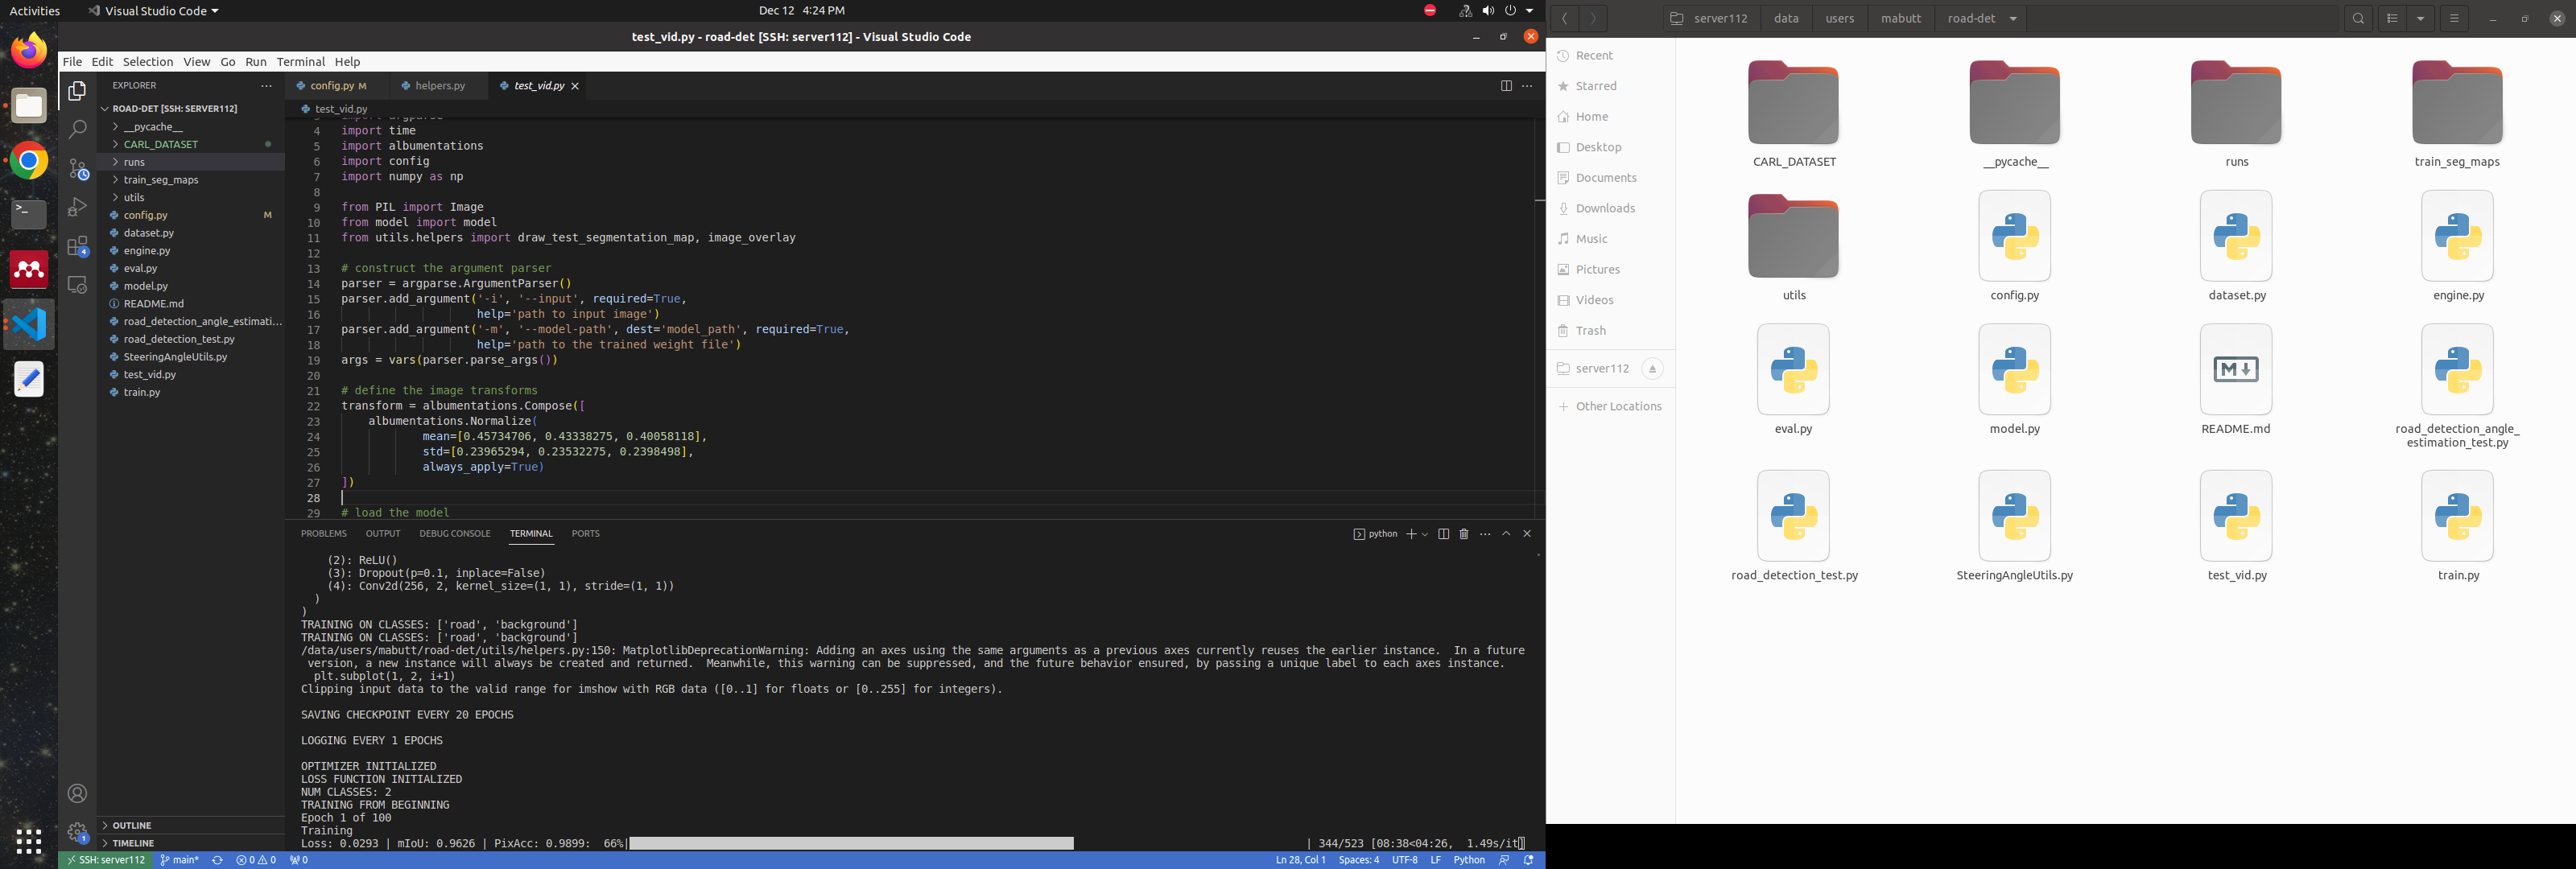 Activities
Visual Studio Code
Dec 12 4:24 PM
test_vid.py - road-det [SSH: server112] - Visual Studio Code
File Edit Selection View Go Run Terminal Help
EXPLORER
ROAD-DET [SSH: SERVER112]
__pycache__
CARL_DATASET
runs
train_seg_maps
utils
config.py M
dataset.py
engine.py
eval.py
model.py
README.md
road_detection_angle_estimati...
road_detection_test.py
SteeringAngleUtils.py
test_vid.py
train.py
OUTLINE
TIMELINE
4
1
config.py M
helpers.py
test_vid.py
test_vid.py
3 import argparse
4 import time
5 import albumentations
6 import config
7 import numpy as np
8
9 from PIL import Image
10 from model import model
11 from utils.helpers import draw_test_segmentation_map, image_overlay
12
13 # construct the argument parser
14 parser = argparse.ArgumentParser()
15 parser.add_argument('-i', '--input', required=True,
16 help='path to input image')
17 parser.add_argument('-m', '--model-path', dest='model_path', required=True,
18 help='path to the trained weight file')
19 args = vars(parser.parse_args())
20
21 # define the image transforms
22 transform = albumentations.Compose([
23 albumentations.Normalize(
24 mean=[0.45734706, 0.43338275, 0.40058118],
25 std=[0.23965294, 0.23532275, 0.2398498],
26 always_apply=True)
27 ])
28
29 # load the model
PROBLEMS OUTPUT DEBUG CONSOLE TERMINAL PORTS
python
(2): ReLU()
(3): Dropout(p=0.1, inplace=False)
(4): Conv2d(256, 2, kernel_size=(1, 1), stride=(1, 1))
)
)
TRAINING ON CLASSES: ['road', 'background']
TRAINING ON CLASSES: ['road', 'background']
/data/users/mabutt/road-det/utils/helpers.py:150: MatplotlibDeprecationWarning: Adding an axes using the same arguments as a previous axes currently reuses the earlier instance. In a future
version, a new instance will always be created and returned. Meanwhile, this warning can be suppressed, and the future behavior ensured, by passing a unique label to each axes instance.
plt.subplot(1, 2, i+1)
Clipping input data to the valid range for imshow with RGB data ([0..1] for floats or [0..255] for integers).
SAVING CHECKPOINT EVERY 20 EPOCHS
LOGGING EVERY 1 EPOCHS
OPTIMIZER INITIALIZED
LOSS FUNCTION INITIALIZED
NUM CLASSES: 2
TRAINING FROM BEGINNING
Epoch 1 of 100
Training
Loss: 0.0293 | mIoU: 0.9626 | PixAcc: 0.9899: 66%| | 344/523 [08:38<04:26, 1.49s/it]
SSH: server112 main* 0 0 0 Ln 28, Col 1 Spaces: 4 UTF-8 LF Python
server112 data users mabutt road-det
Recent
Starred
Home
Desktop
Documents
Downloads
Music
Pictures
Videos
Trash
server112
Other Locations
CARL_DATASET
__pycache__
runs
train_seg_maps
utils
config.py
dataset.py
engine.py
eval.py
model.py
README.md
road_detection_angle_
estimation_test.py
road_detection_test.py
SteeringAngleUtils.py
test_vid.py
train.py